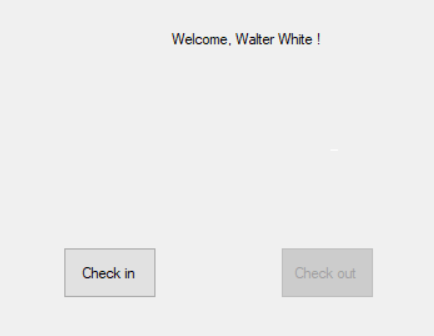 Welcome, Walter White !
Check in
Check out